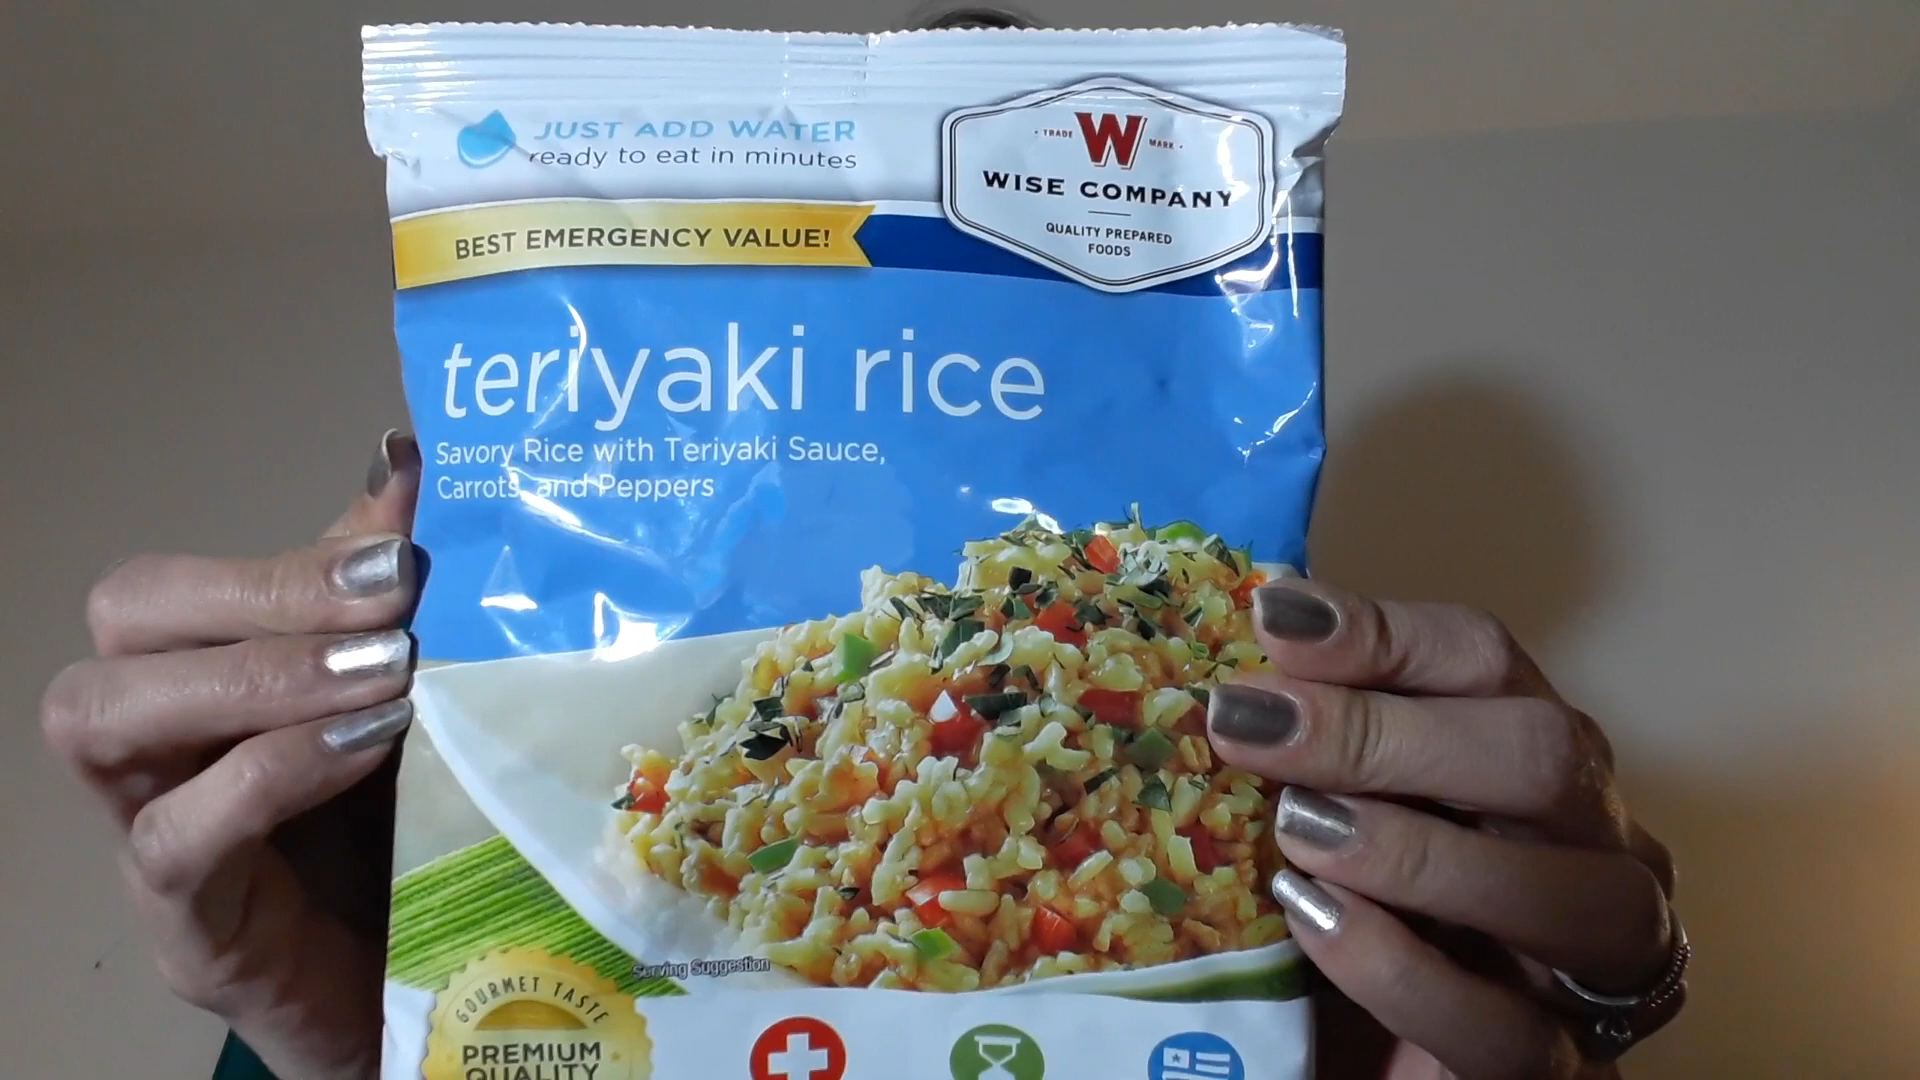 JUST ADD WATER
ready to eat in minutes
TRADE W MARK
WISE COMPANY
QUALITY PREPARED
FOODS
BEST EMERGENCY VALUE!
teriyaki rice
Savory Rice with Teriyaki Sauce,
Carrots, and Peppers
Serving Suggestion
GOURMET TASTE
PREMIUM
QUALITY